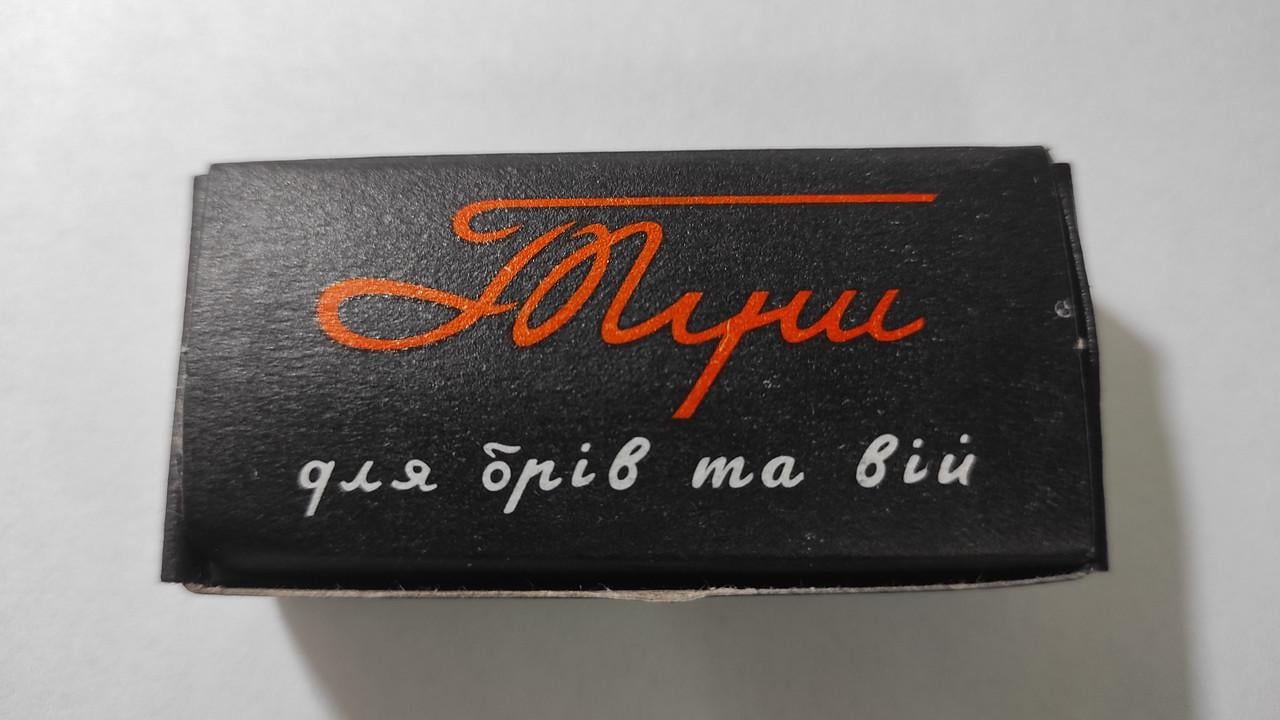 Туш
для брів та вій